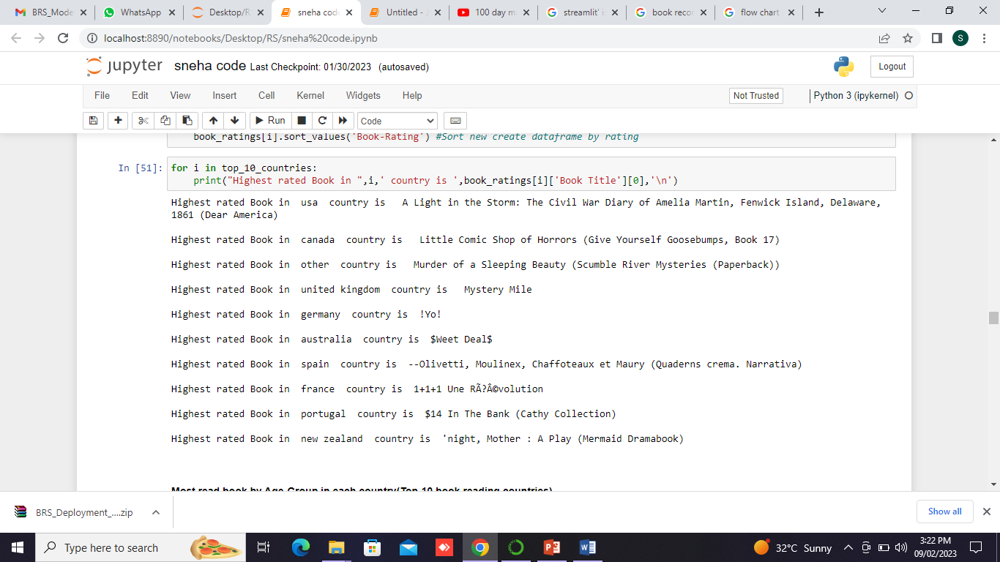 BRS_Mode
WhatsApp
Desktop/R
sneha cod
Untitled -
100 day m
streamlit' i
book reco
flow chart
localhost:8890/notebooks/Desktop/RS/sneha%20code.ipynb
S
jupyter sneha code Last Checkpoint: 01/30/2023 (autosaved)
Logout
File Edit View Insert Cell Kernel Widgets Help
Not Trusted
Python 3 (ipykernel)
Run
Code
book_ratings[i].sort_values('Book-Rating') #Sort new create dataframe by rating
In [51]: for i in top_10_countries:
print("Highest rated Book in ",i,' country is ',book_ratings[i]['Book Title'][0],'\n')
Highest rated Book in  usa  country is   A Light in the Storm: The Civil War Diary of Amelia Martin, Fenwick Island, Delaware,
1861 (Dear America)
Highest rated Book in  canada  country is   Little Comic Shop of Horrors (Give Yourself Goosebumps, Book 17)
Highest rated Book in  other  country is   Murder of a Sleeping Beauty (Scumble River Mysteries (Paperback))
Highest rated Book in  united kingdom  country is   Mystery Mile
Highest rated Book in  germany  country is  !Yo!
Highest rated Book in  australia  country is  $Weet Deal$
Highest rated Book in  spain  country is  --Olivetti, Moulinex, Chaffoteaux et Maury (Quaderns crema. Narrativa)
Highest rated Book in  france  country is  1+1+1 Une RÃ?Â©volution
Highest rated Book in  portugal  country is  $14 In The Bank (Cathy Collection)
Highest rated Book in  new zealand  country is  'night, Mother : A Play (Mermaid Dramabook)
Most read book by Age-Group in each country(Top 10 book reading countries)
BRS_Deployment_....zip
Show all
Type here to search
32°C Sunny
3:22 PM
09/02/2023